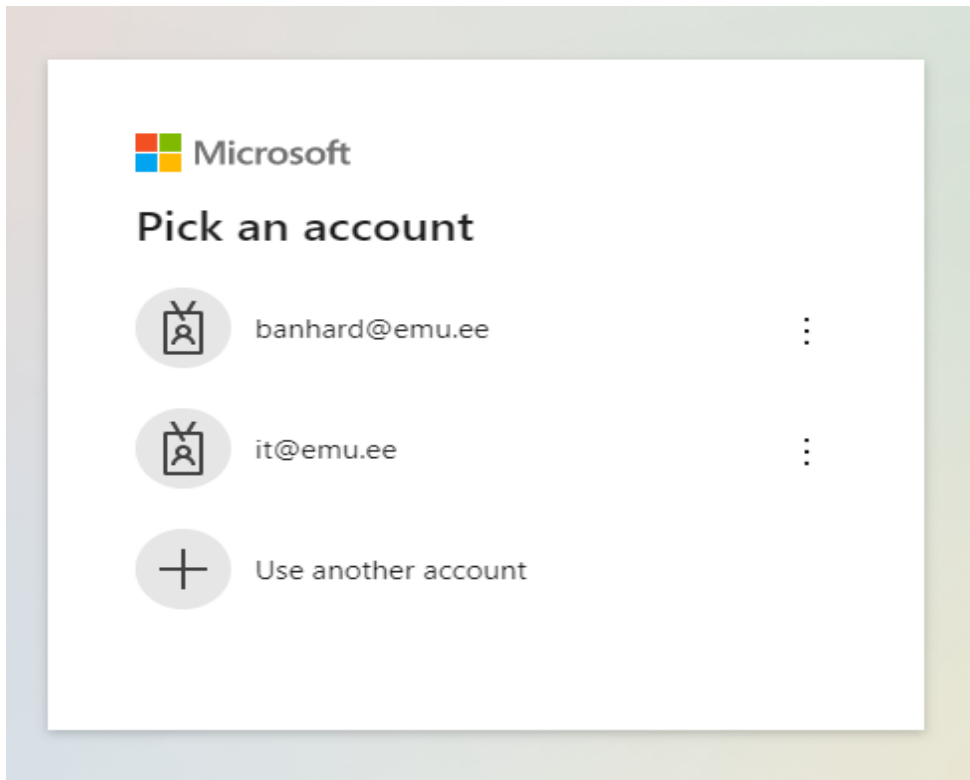 Microsoft
Pick an account
banhard@emu.ee
it@emu.ee
Use another account